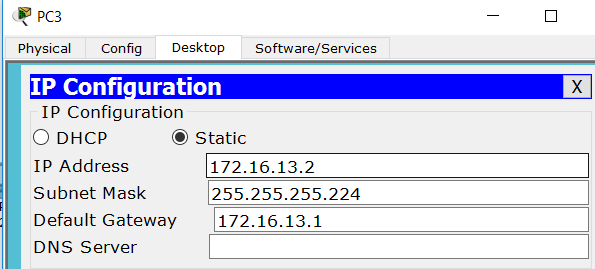 PC3
Physical Config Desktop Software/Services
IP Configuration X
IP Configuration
DHCP Static
IP Address 172.16.13.2
Subnet Mask 255.255.255.224
Default Gateway 172.16.13.1
DNS Server